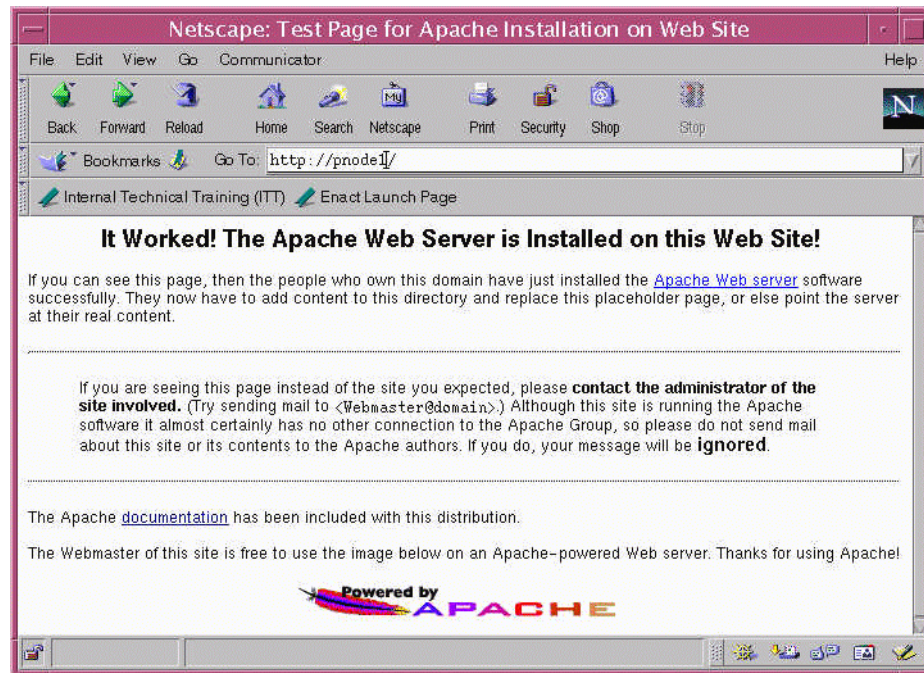 Netscape: Test Page for Apache Installation on Web Site
File Edit View Go Communicator Help
Back Forward Reload Home Search Netscape Print Security Shop Stop
My
N
Bookmarks Go To: http://pnode1/
Internal Technical Training (ITT) Enact Launch Page
It Worked! The Apache Web Server is Installed on this Web Site!
If you can see this page, then the people who own this domain have just installed the Apache Web server software
successfully. They now have to add content to this directory and replace this placeholder page, or else point the server
at their real content.
If you are seeing this page instead of the site you expected, please contact the administrator of the
site involved. (Try sending mail to <Webmaster@domain>.) Although this site is running the Apache
software it almost certainly has no other connection to the Apache Group, so please do not send mail
about this site or its contents to the Apache authors. If you do, your message will be ignored.
The Apache documentation has been included with this distribution.
The Webmaster of this site is free to use the image below on an Apache-powered Web server. Thanks for using Apache!
Powered by
APACHE